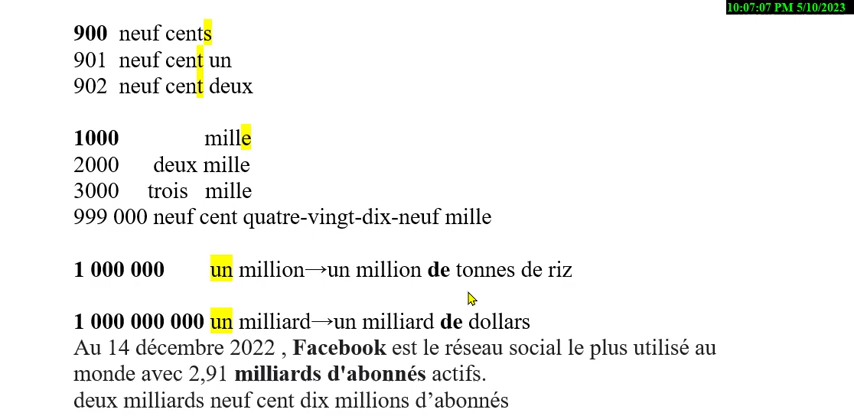 10:07:07 PM 5/10/2023
900 neuf cents
901 neuf cent un
902 neuf cent deux
1000 mille
2000 deux mille
3000 trois mille
999 000 neuf cent quatre-vingt-dix-neuf mille
1 000 000 un million→un million de tonnes de riz
1 000 000 000 un milliard→un milliard de dollars
Au 14 décembre 2022 , Facebook est le réseau social le plus utilisé au
monde avec 2,91 milliards d'abonnés actifs.
deux milliards neuf cent dix millions d’abonnés